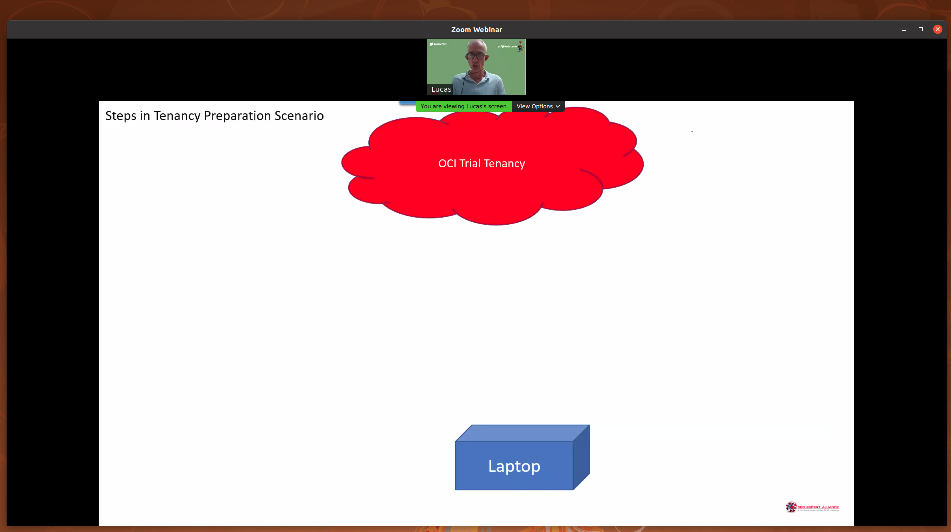 Zoom Webinar
Lucas
You are viewing Lucas's screen
View Options
Steps in Tenancy Preparation Scenario
OCI Trial Tenancy
Laptop